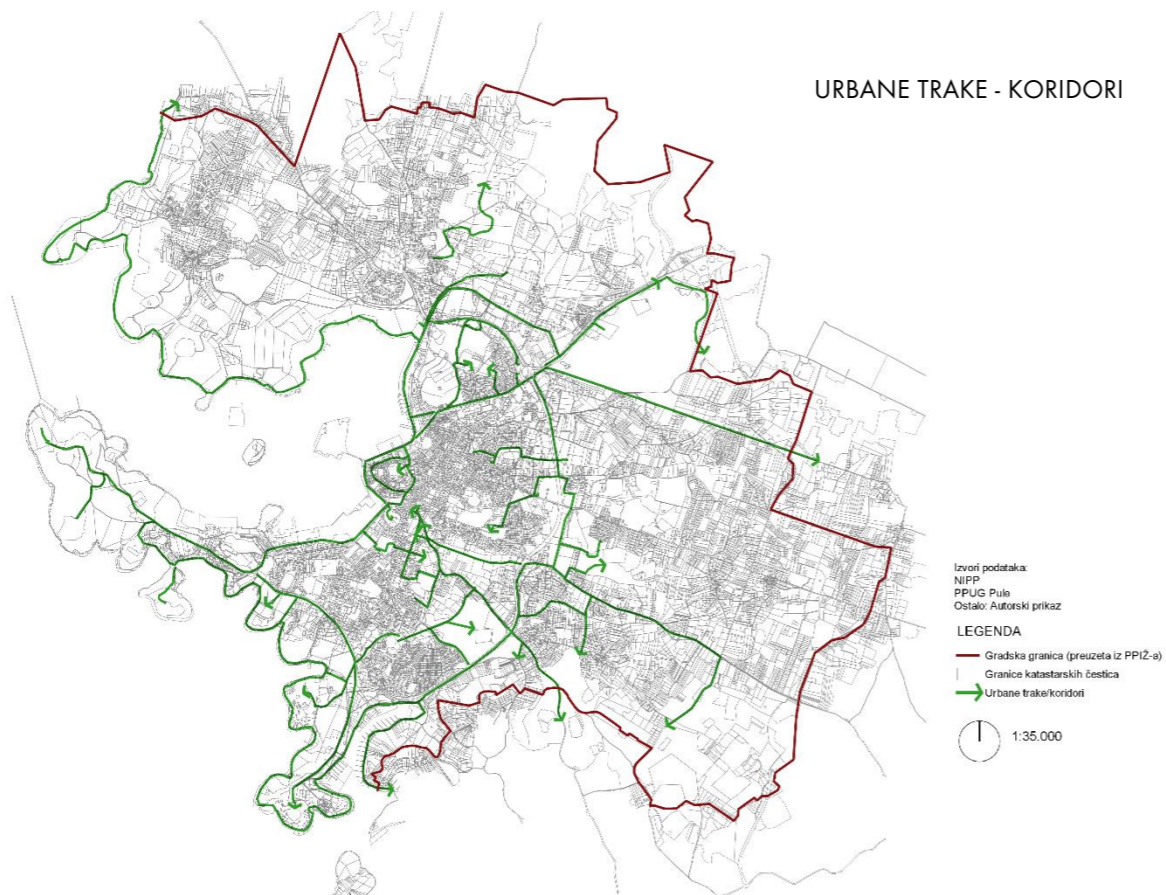 URBANE TRAKE - KORIDORI
Izvori podataka:
NIPP
PPUG Pule
Ostalo: Autorski prikaz
LEGENDA
Gradska granica (preuzeta iz PPIŽ-a)
Granice katastarskih čestica
Urbane trake/koridori
1:35.000